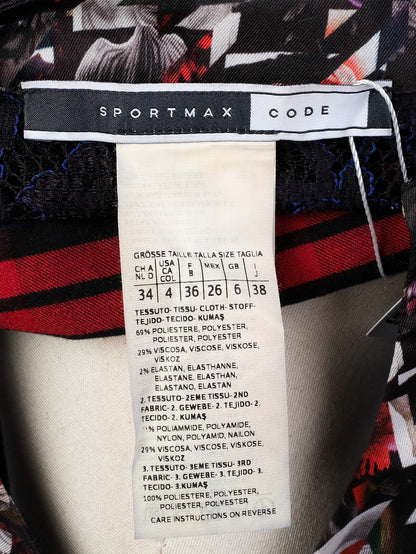 SPORTMAX CODE
GRÖSSE TAILLE TALLA SIZE TAGLIA
CH A NL D USA CA COL F B MEX GB I J
34 4 36 26 6 38
TESSUTO-TISSU-CLOTH-STOFF-
TEJIDO-TECIDO-KUMAŞ
69% POLIESTERE, POLYESTER,
POLYESTER, POLYESTER
29% VISCOSA, VISCOSE, VISKOSE,
VISKOZ
2% ELASTAN, ELASTHANN,
ELASTANE, ELASTHANNE,
ELASTANO, ELASTAN
2. TESSUTO-2EME TISSU-2ND
FABRIC-2. GEWEBE-2. TEJIDO-2.
TECIDO-2. KUMAŞ
POLIAMMIDE, POLYAMIDE,
NYLON, POLYAMID, NAILON
29% VISCOSA, VISCOSE, VISKOSE,
VISKOZ
3. TESSUTO-3EME TISSU-3RD
FABRIC-3. GEWEBE-3. TEJIDO-3.
TECIDO-3.KUMAŞ
100% POLIESTERE, POLYESTER,
POLYESTER, POLYESTER
CARE INSTRUCTIONS ON REVERSE